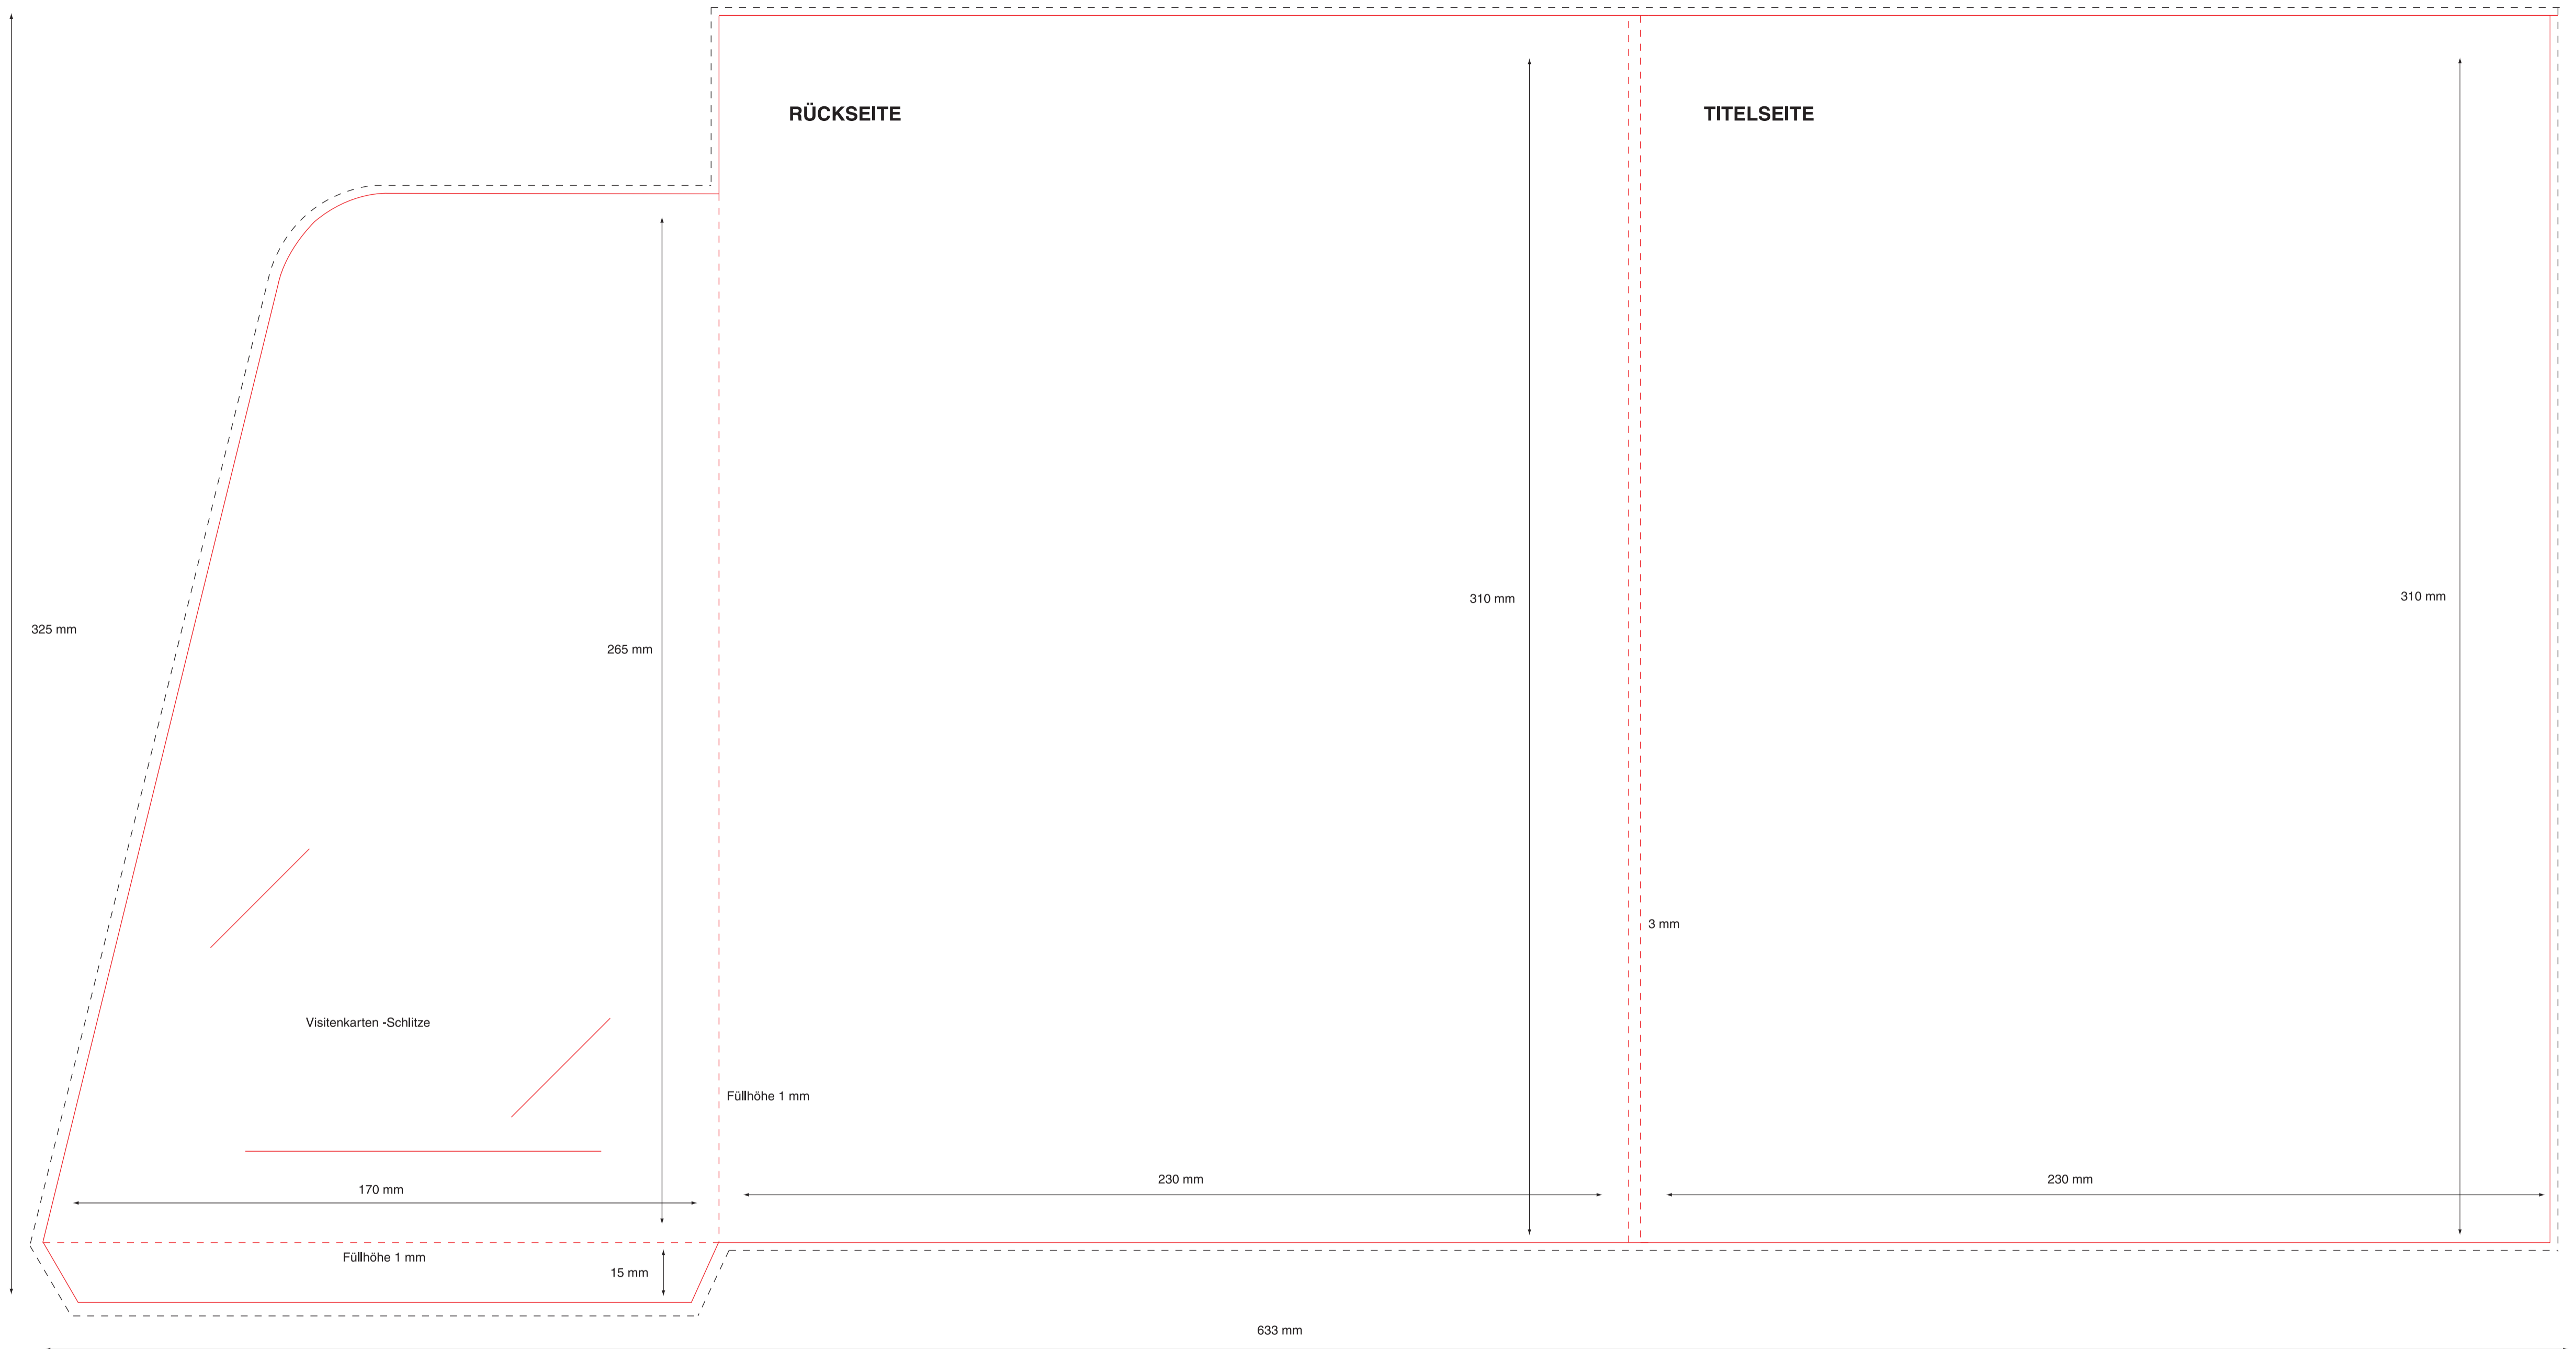 RÜCKSEITE
TITELSEITE
310 mm
310 mm
325 mm
265 mm
3 mm
Visitenkarten -Schlitze
Füllhöhe 1 mm
230 mm
230 mm
170 mm
Füllhöhe 1 mm
15 mm
633 mm